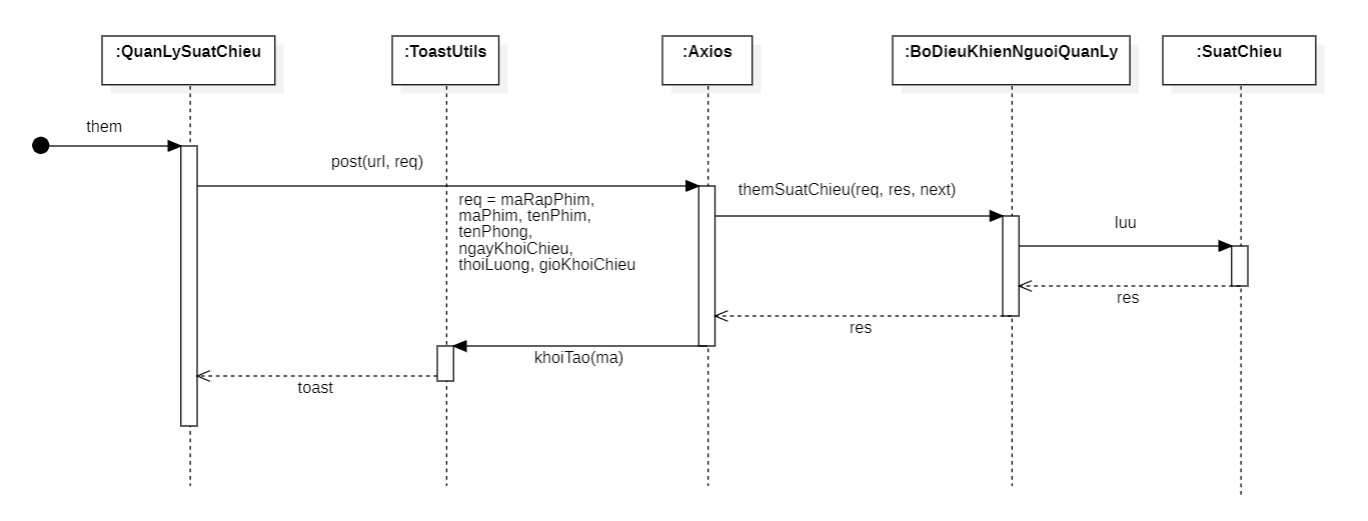 :QuanLySuatChieu
:ToastUtils
:Axios
:BoDieuKhienNguoiQuanLy
:SuatChieu
them
post(url, req)
req = maRapPhim,
maPhim, tenPhim,
tenPhong,
ngayKhoiChieu,
thoiLuong, gioKhoiChieu
themSuatChieu(req, res, next)
luu
res
res
khoiTao(ma)
toast